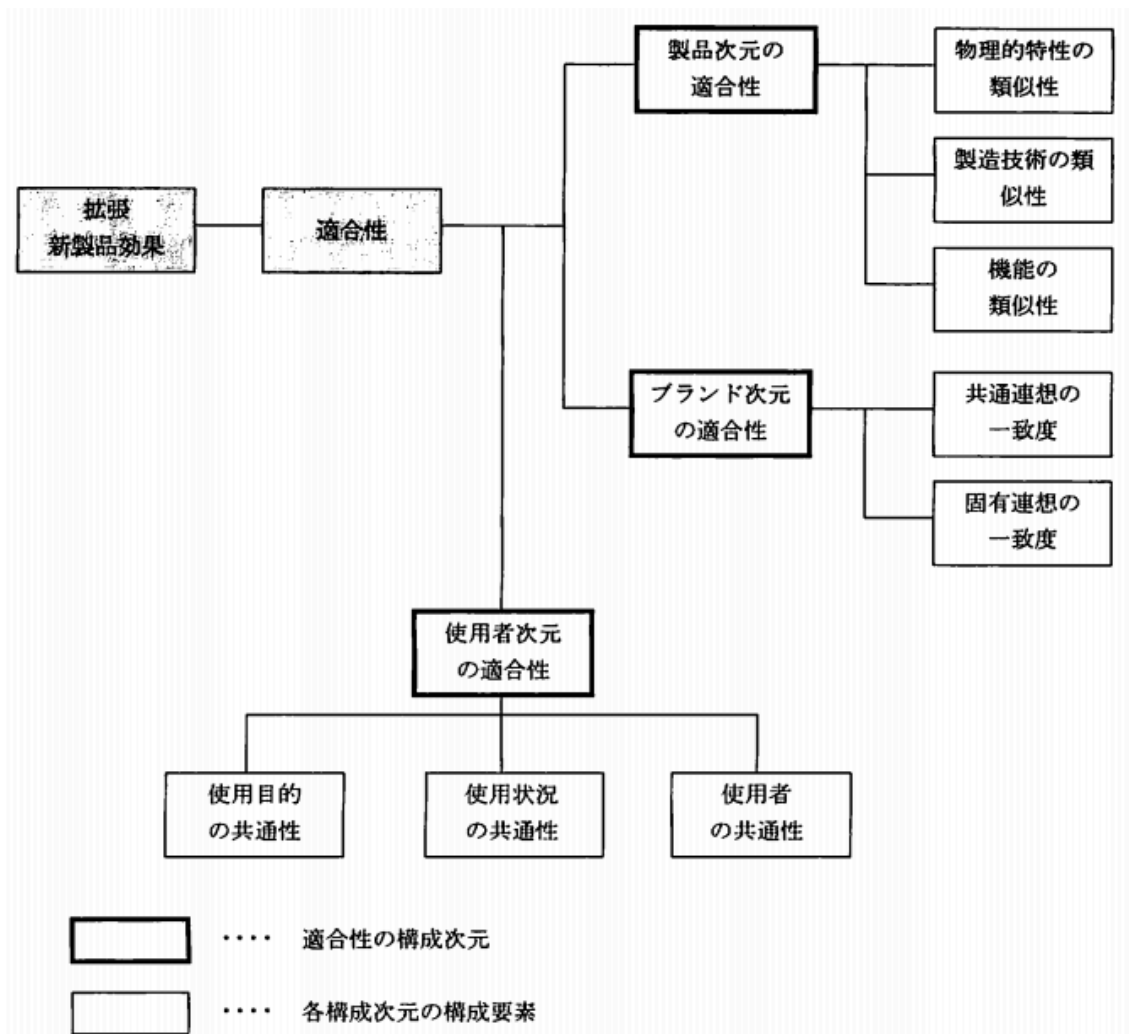 製品次元の
適合性
物理的特性の
類似性
製造技術の類
似性
機能の
類似性
拡張
新製品効果
適合性
ブランド次元
の適合性
共通連想の
一致度
固有連想の
一致度
使用者次元
の適合性
使用目的
の共通性
使用状況
の共通性
使用者
の共通性
・・・・ 適合性の構成次元
・・・・ 各構成次元の構成要素